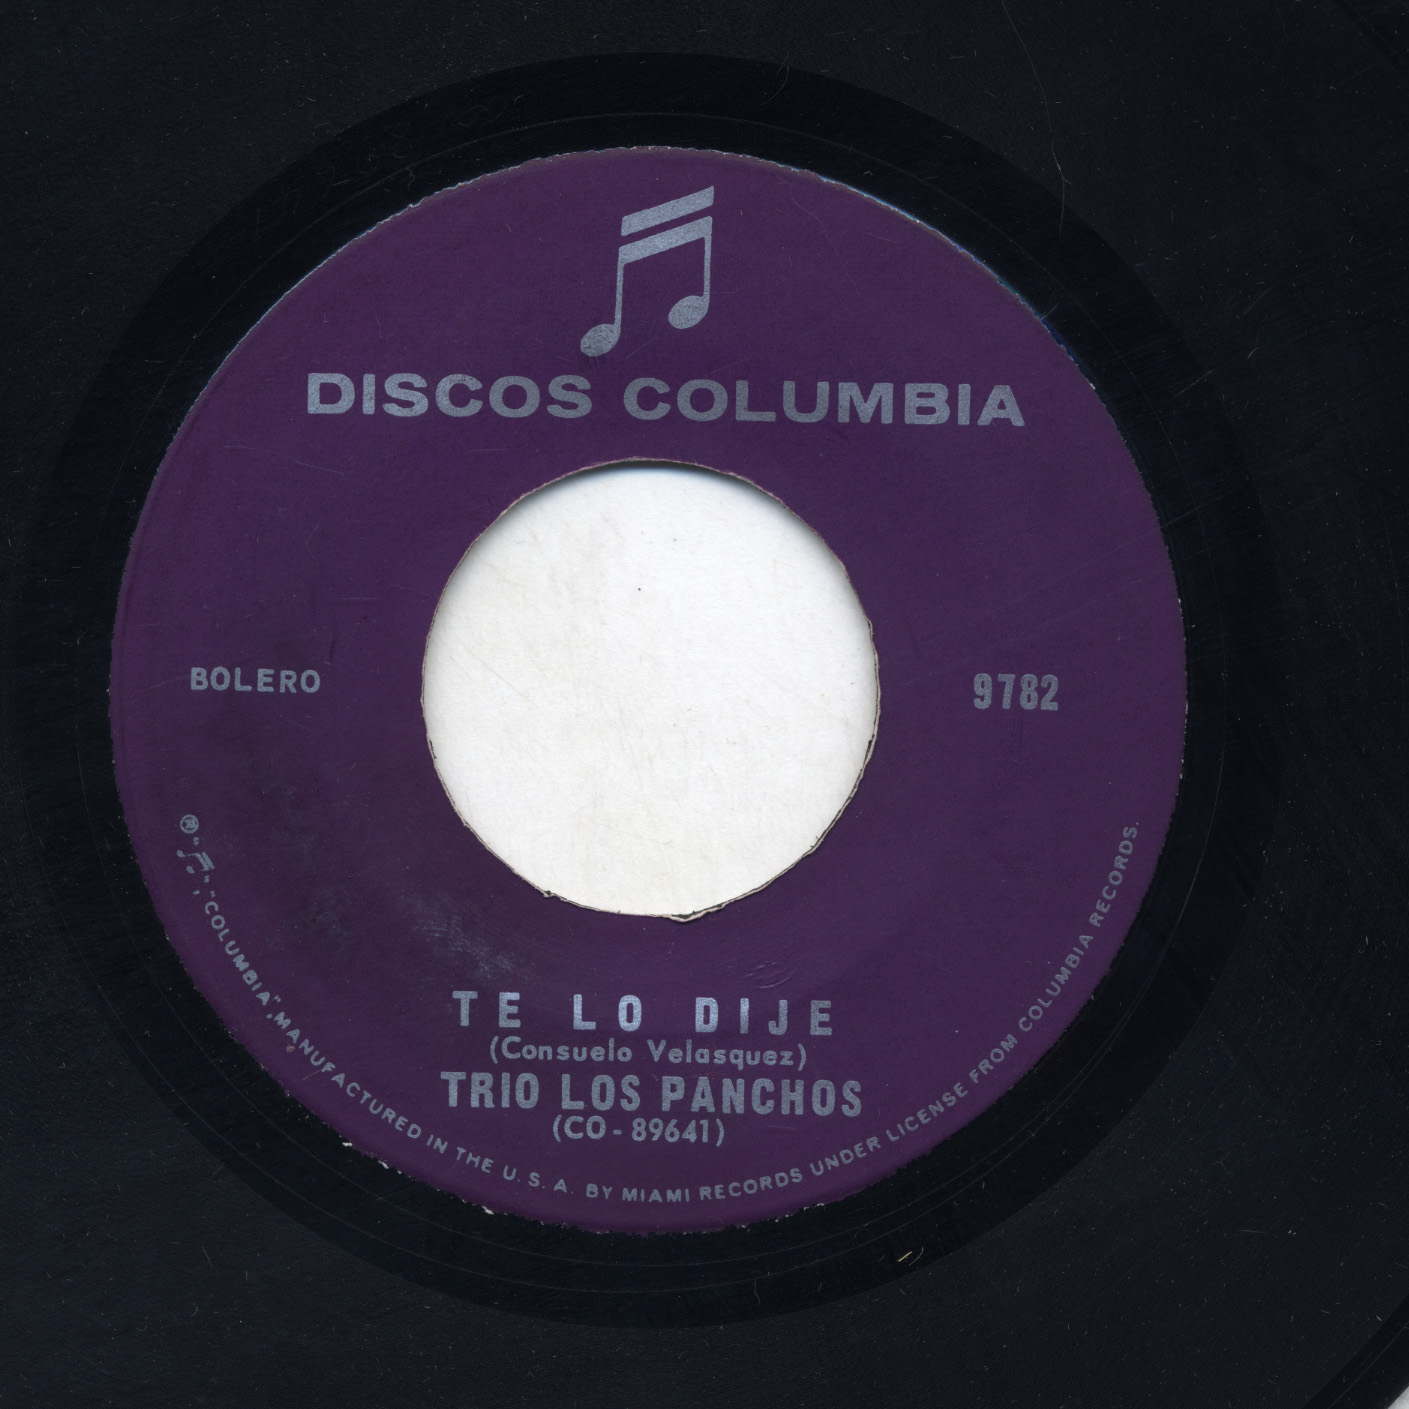 DISCOS COLUMBIA
BOLERO
9782
TE LO DIJE
(Consuelo Velasquez)
TRIO LOS PANCHOS
(CO-89641)
® "♫", "COLUMBIA", MANUFACTURED IN THE U. S. A. BY MIAMI RECORDS UNDER LICENSE FROM COLUMBIA RECORDS.